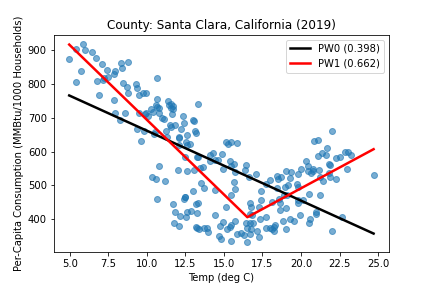 County: Santa Clara, California (2019)
PW0 (0.398)
PW1 (0.662)
Per-Capita Consumption (MMBtu/1000 Households)
900
800
700
600
500
400
5.0 7.5 10.0 12.5 15.0 17.5 20.0 22.5 25.0
Temp (deg C)